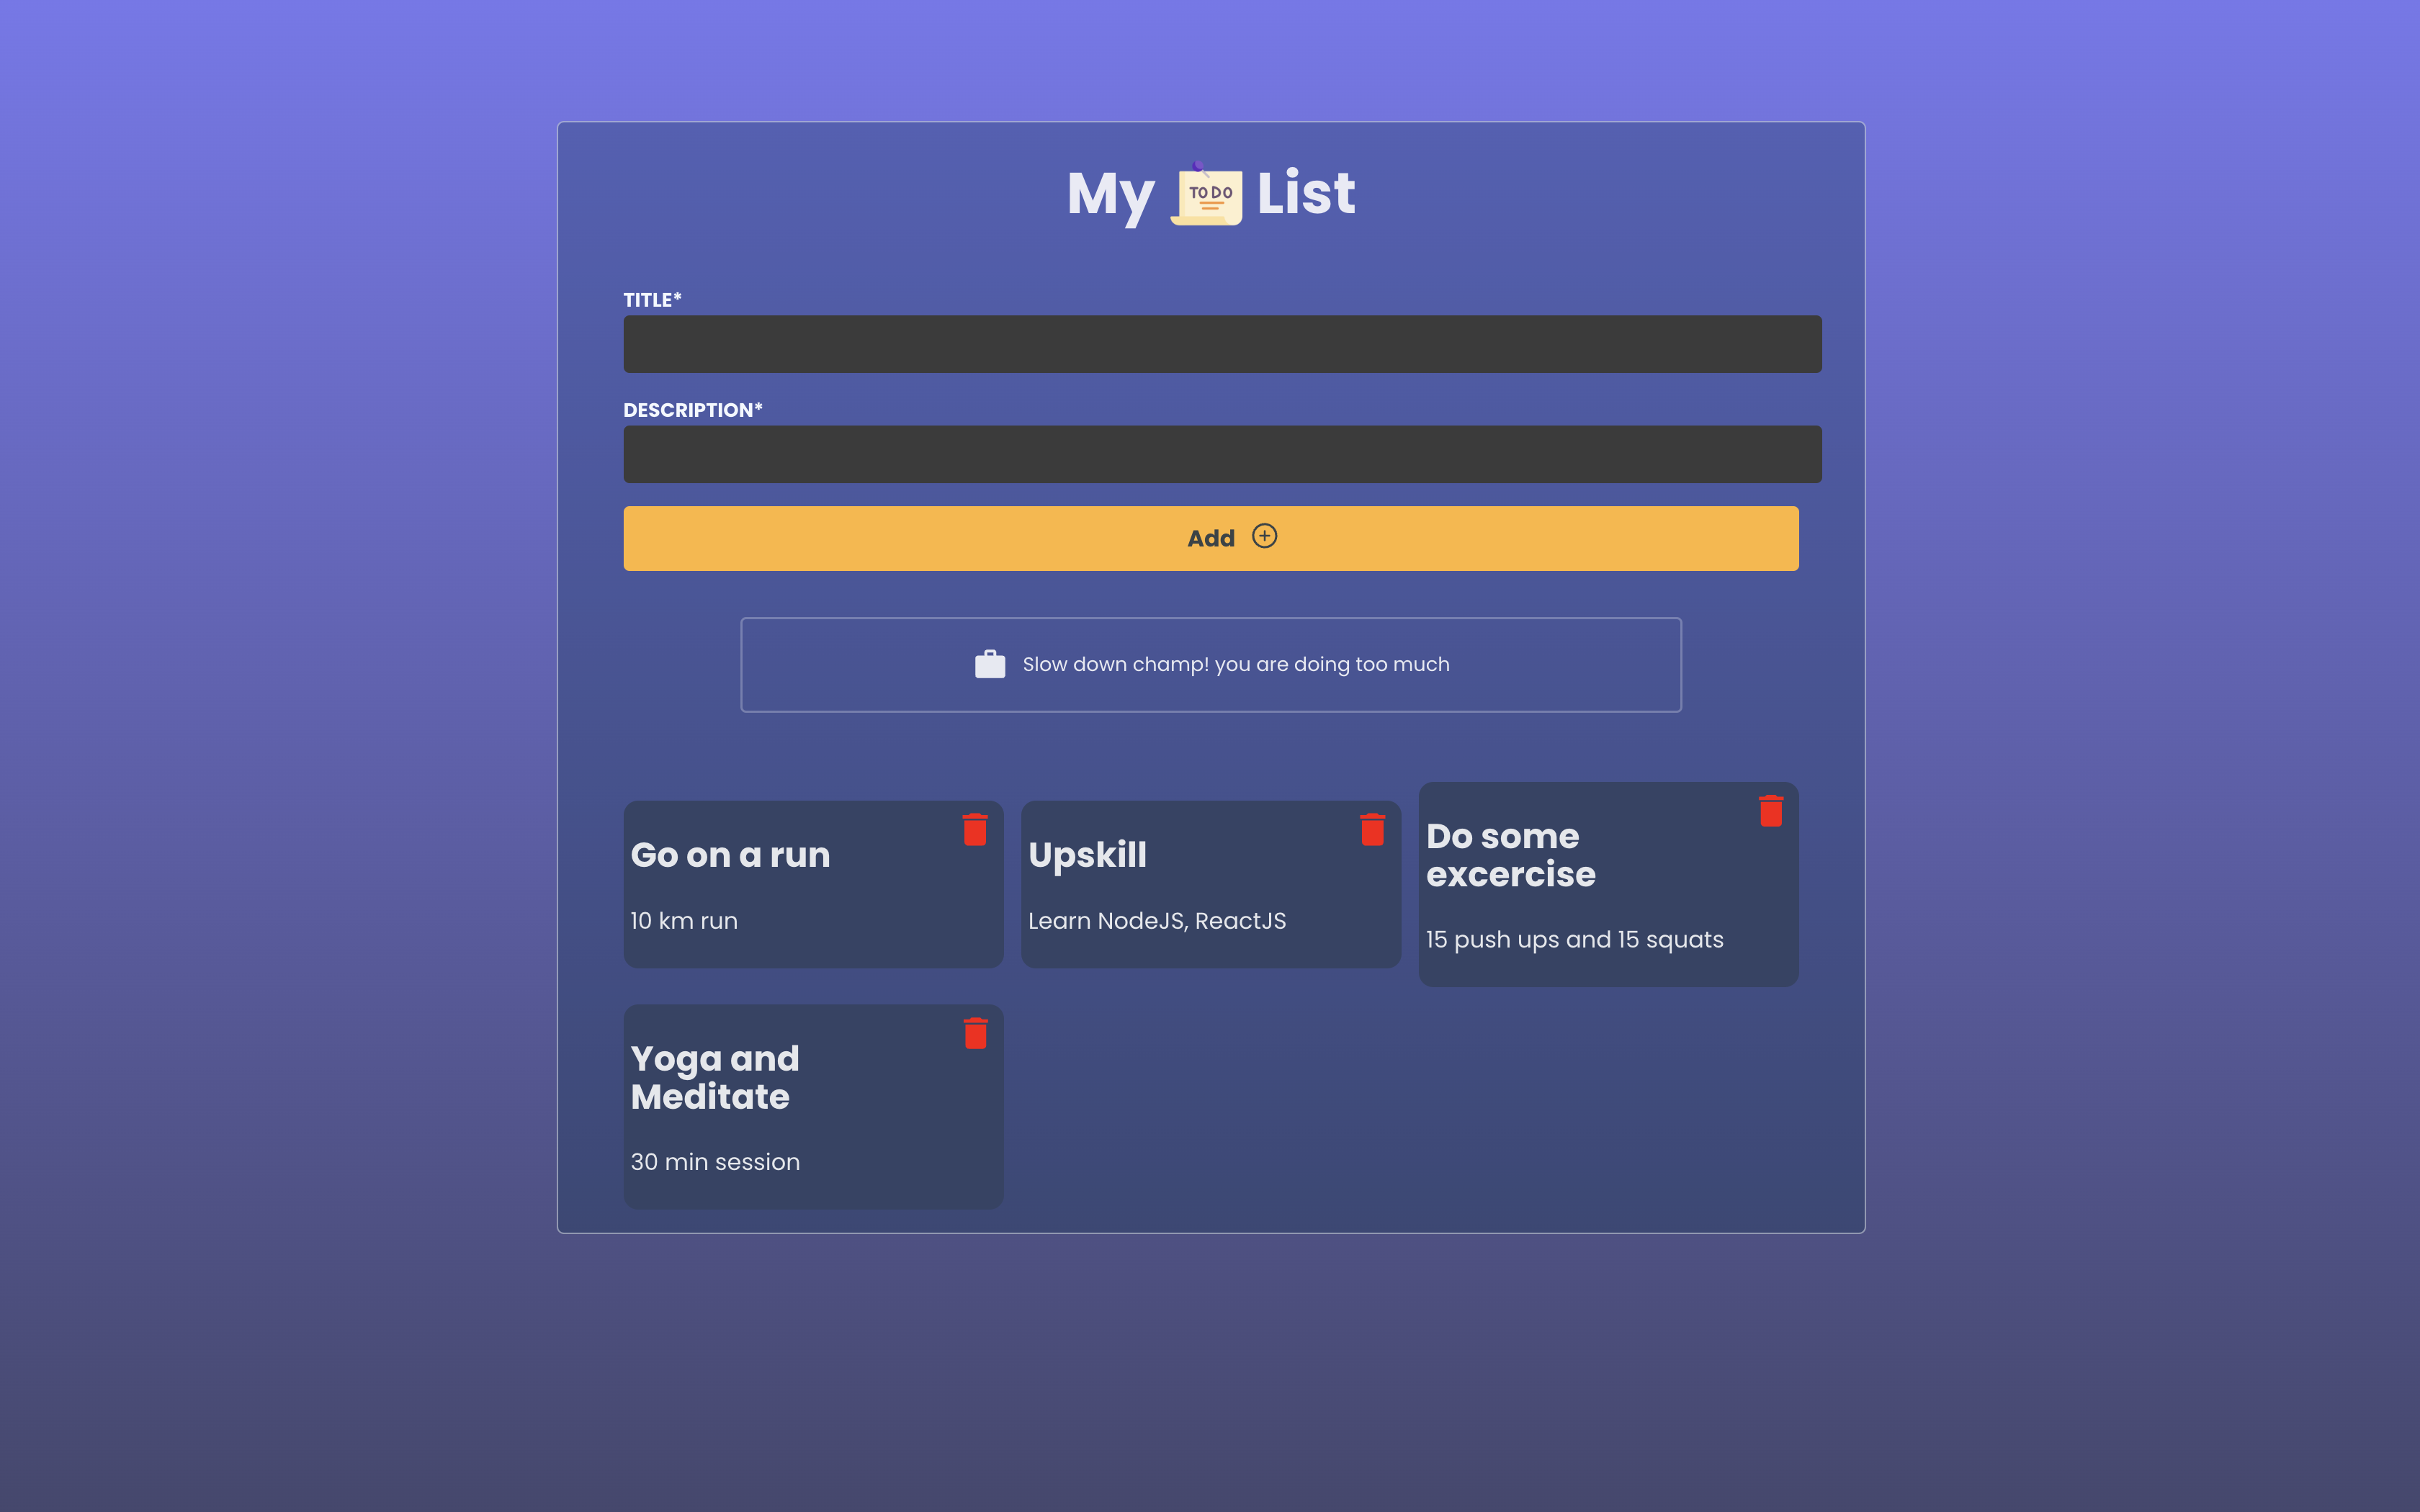 My TO DO List
TITLE*
DESCRIPTION*
Add
Slow down champ! you are doing too much
Go on a run
10 km run
Upskill
Learn NodeJS, ReactJS
Do some
excercise
15 push ups and 15 squats
Yoga and
Meditate
30 min session